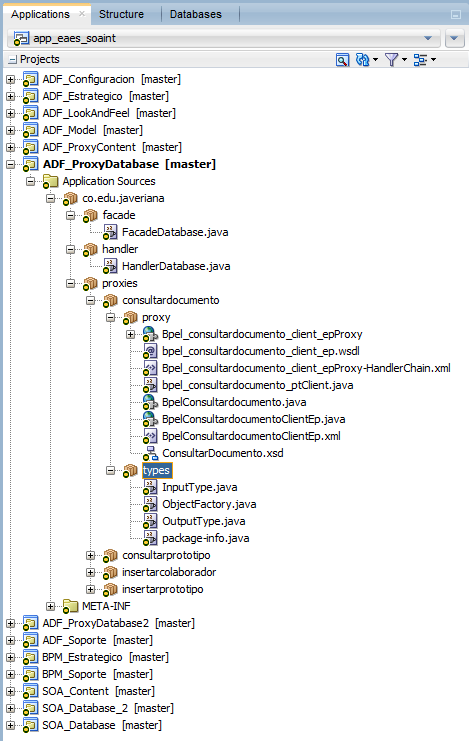 Applications Structure Databases
app_eaes_soaint
Projects
ADF_Configuracion [master]
ADF_Estrategico [master]
ADF_LookAndFeel [master]
ADF_Model [master]
ADF_ProxyContent [master]
ADF_ProxyDatabase [master]
Application Sources
co.edu.javeriana
facade
FacadeDatabase.java
handler
HandlerDatabase.java
proxies
consultardocumento
proxy
Bpel_consultardocumento_client_epProxy
bpel_consultardocumento_client_ep.wsdl
Bpel_consultardocumento_client_epProxy-HandlerChain.xml
bpel_consultardocumento_ptClient.java
BpelConsultarDocumento.java
BpelConsultardocumentoClientEp.java
BpelConsultardocumentoClientEp.xml
ConsultarDocumento.xsd
types
InputType.java
ObjectFactory.java
OutputType.java
package-info.java
consultarprototipo
insertarcolaborador
insertarprototipo
META-INF
ADF_ProxyDatabase2 [master]
ADF_Soporte [master]
BPM_Estrategico [master]
BPM_Soporte [master]
SOA_Content [master]
SOA_Database_2 [master]
SOA_Database [master]